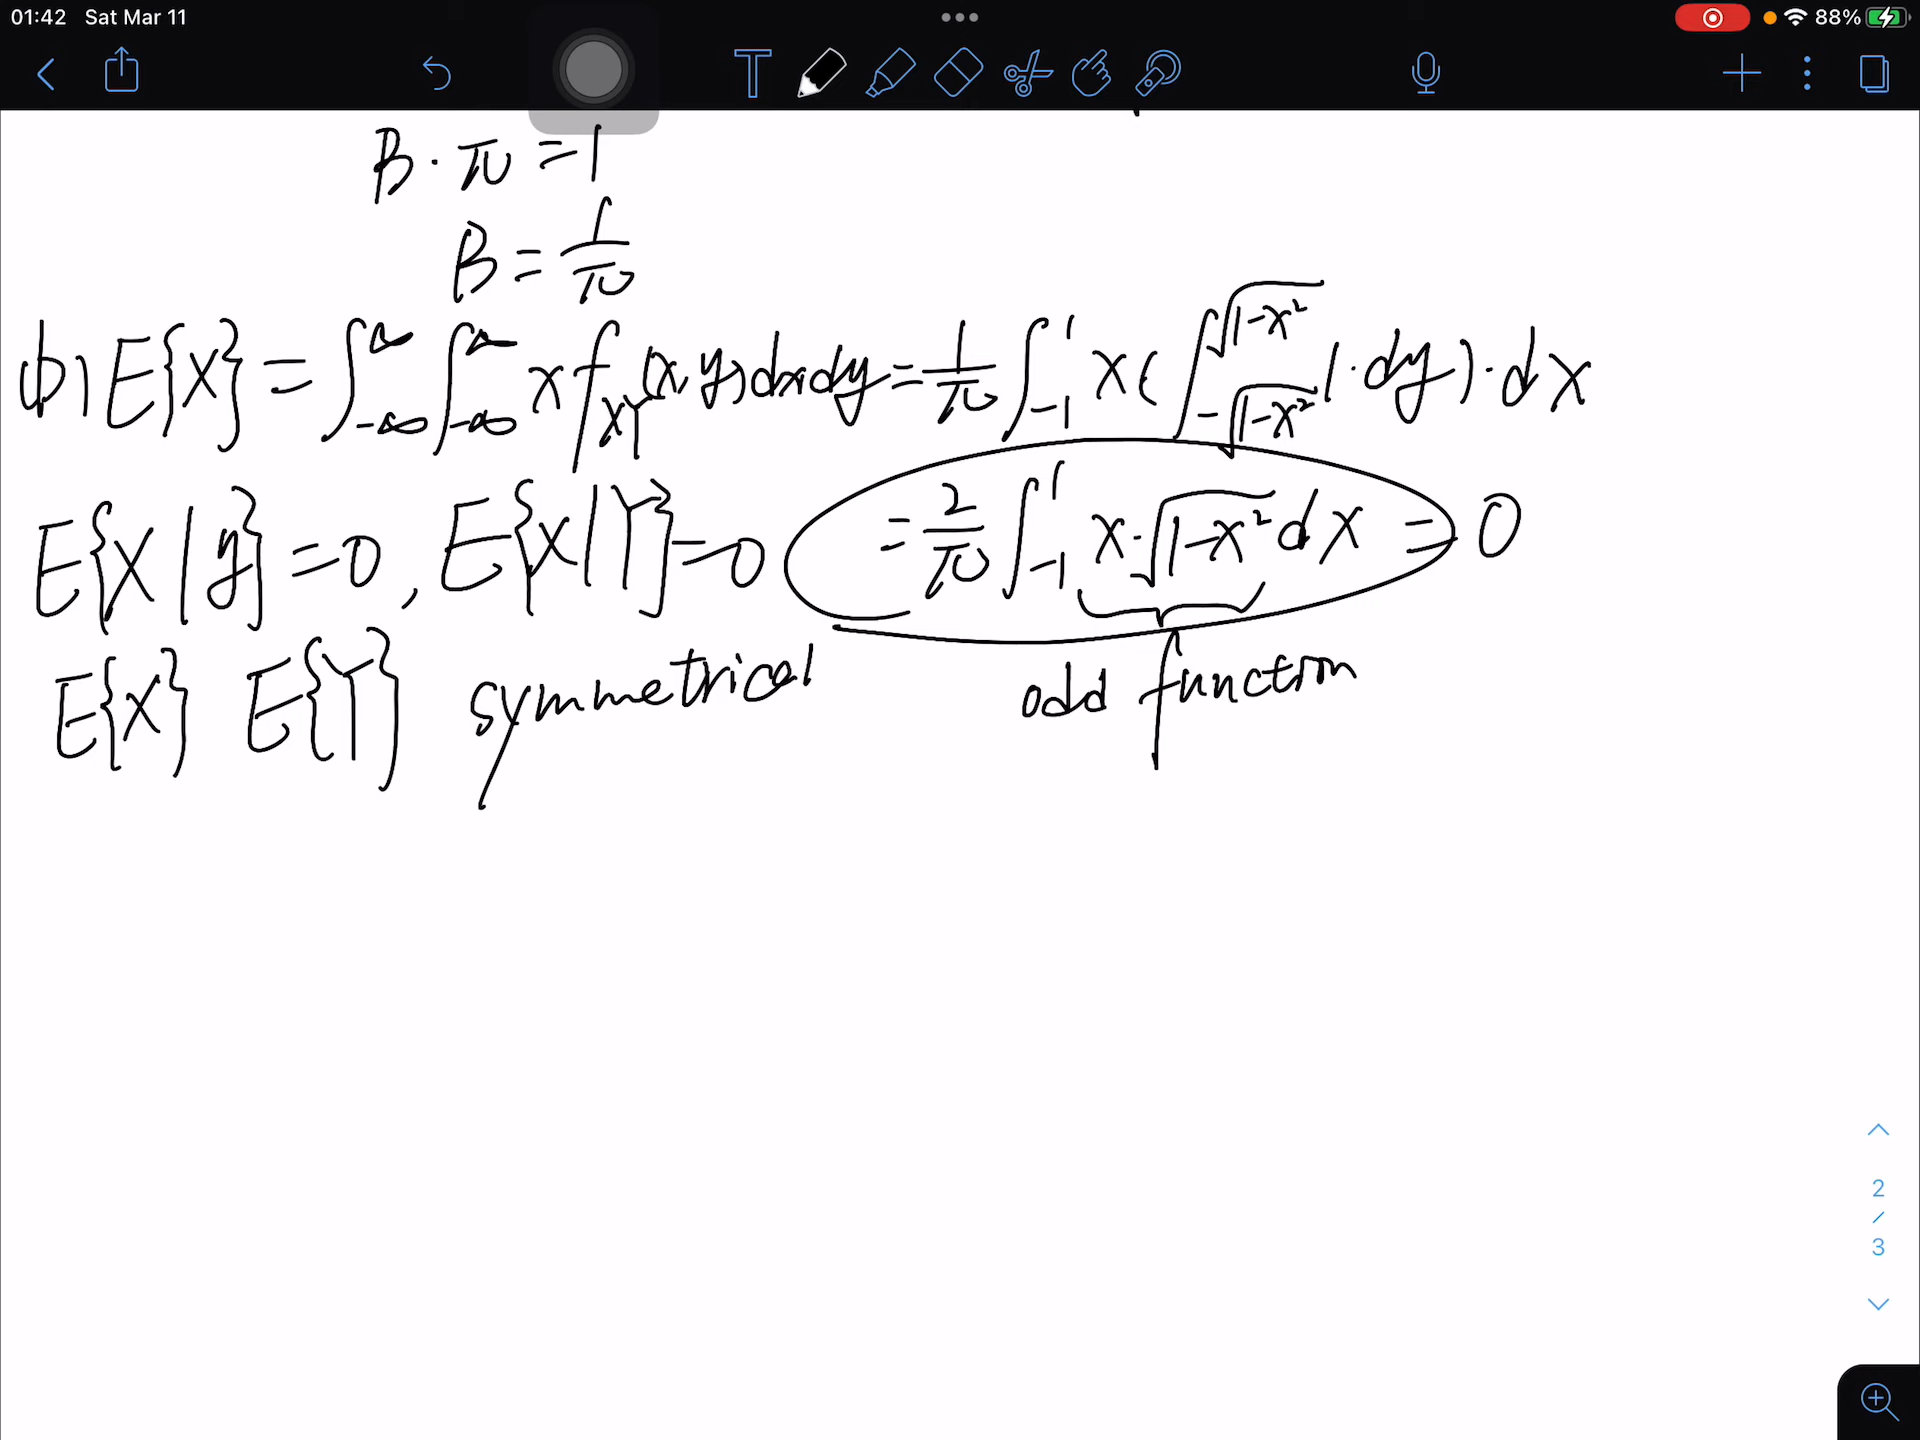 01:42 Sat Mar 11
88%
T
B · π = 1
B = 1/π
(b) E{X} = ∫_{-∞}^{∞} ∫_{-∞}^{∞} x f_{XY}(x,y) dx dy = 1/π ∫_{-1}^{1} x ( ∫_{-√(1-x²)}^{√(1-x²)} 1·dy ) · dx
= 2/π ∫_{-1}^{1} x·√(1-x²) dx = 0
E{X|y} = 0, E{X|Y} = 0
odd function
E{X} E{Y} symmetrical
2
/
3